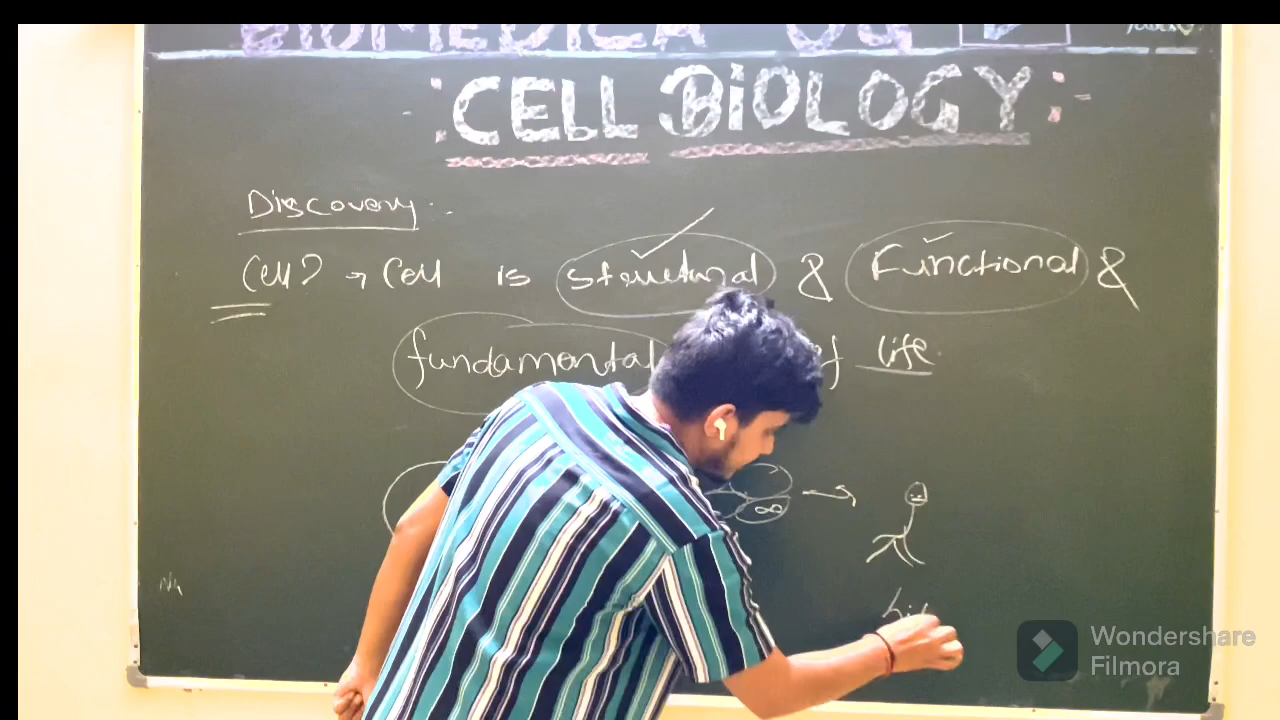 CELL BIOLOGY
Discovery
Cell? → Cell is structural & Functional &
fundamental of life.
∞
Wondershare
Filmora